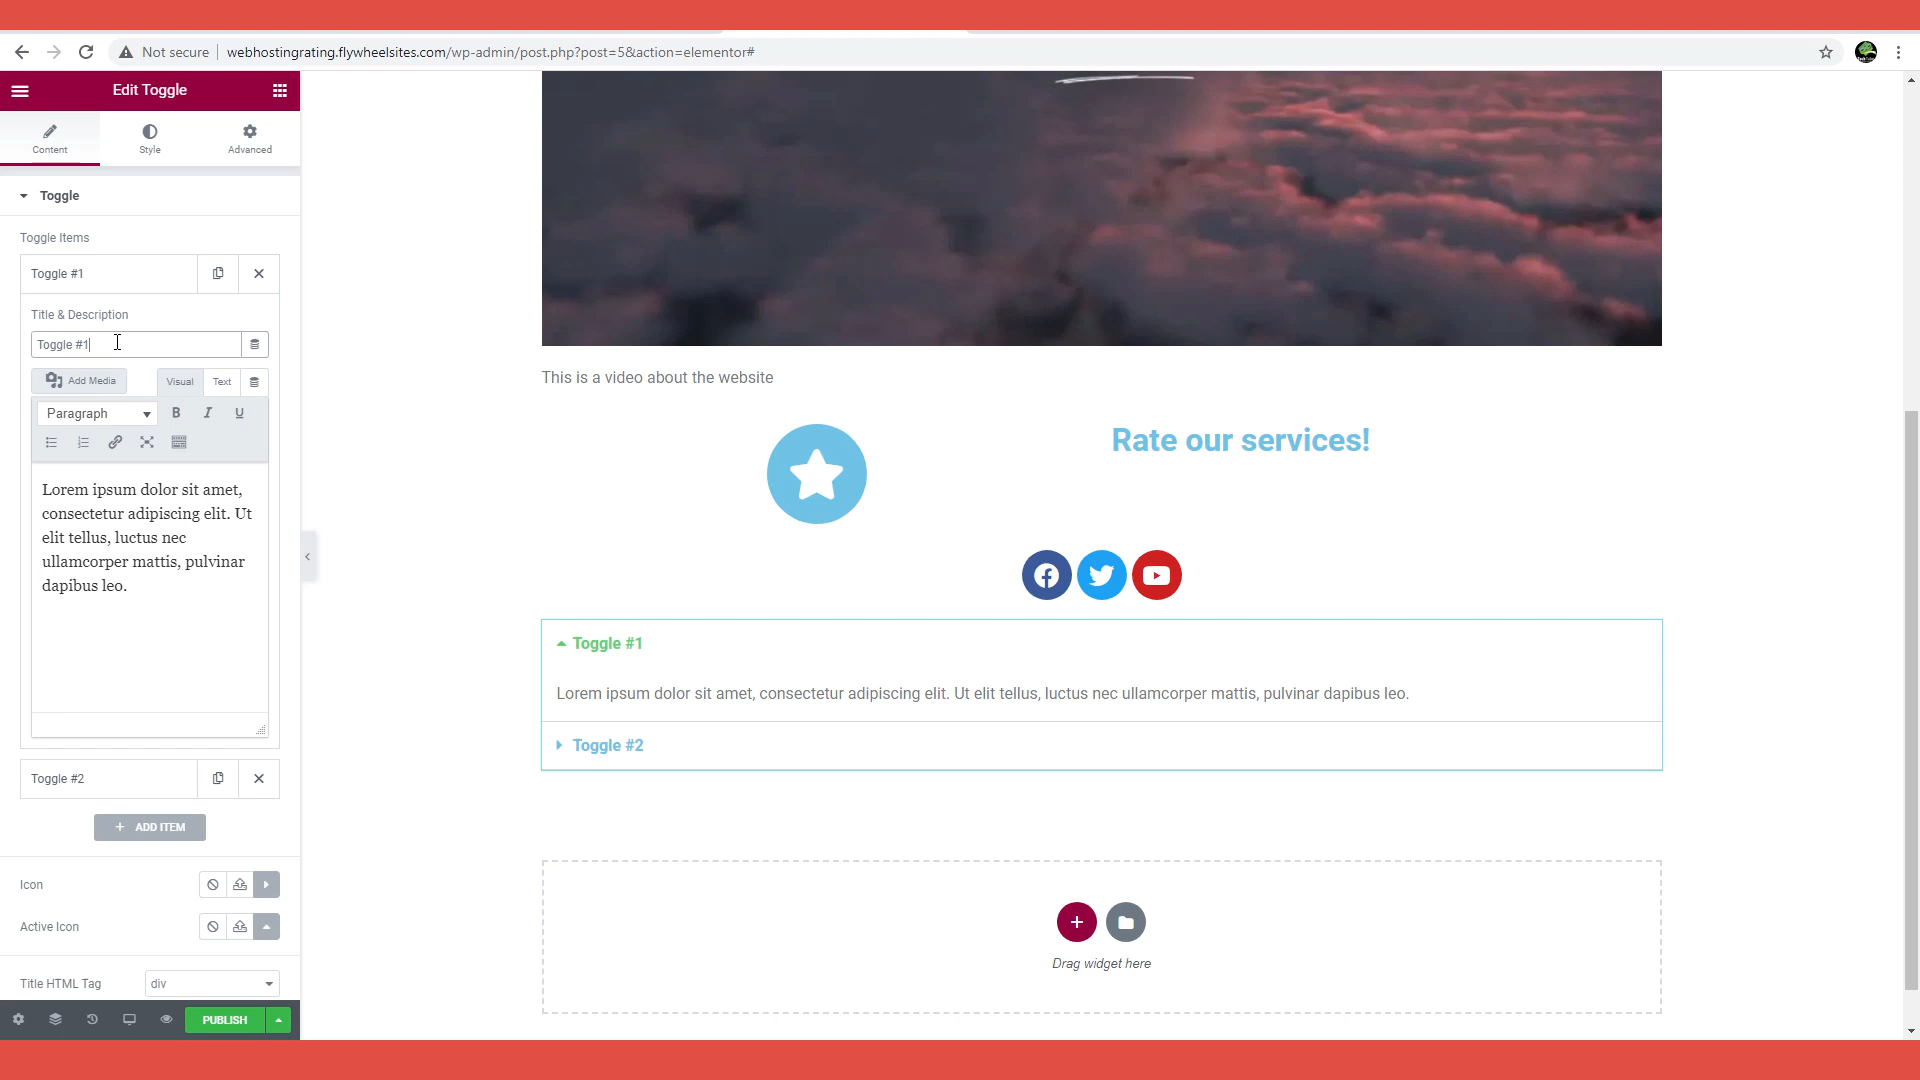 Not secure
webhostingrating.flywheelsites.com/wp-admin/post.php?post=5&action=elementor#
Edit Toggle
Content
Style
Advanced
Toggle
Toggle Items
Toggle #1
Title & Description
Toggle #1
Add Media
Visual
Text
Paragraph
B
I
U
Lorem ipsum dolor sit amet,
consectetur adipiscing elit. Ut
elit tellus, luctus nec
ullamcorper mattis, pulvinar
dapibus leo.
Toggle #2
+ ADD ITEM
Icon
Active Icon
Title HTML Tag
div
PUBLISH
This is a video about the website
Rate our services!
Toggle #1
Lorem ipsum dolor sit amet, consectetur adipiscing elit. Ut elit tellus, luctus nec ullamcorper mattis, pulvinar dapibus leo.
Toggle #2
Drag widget here